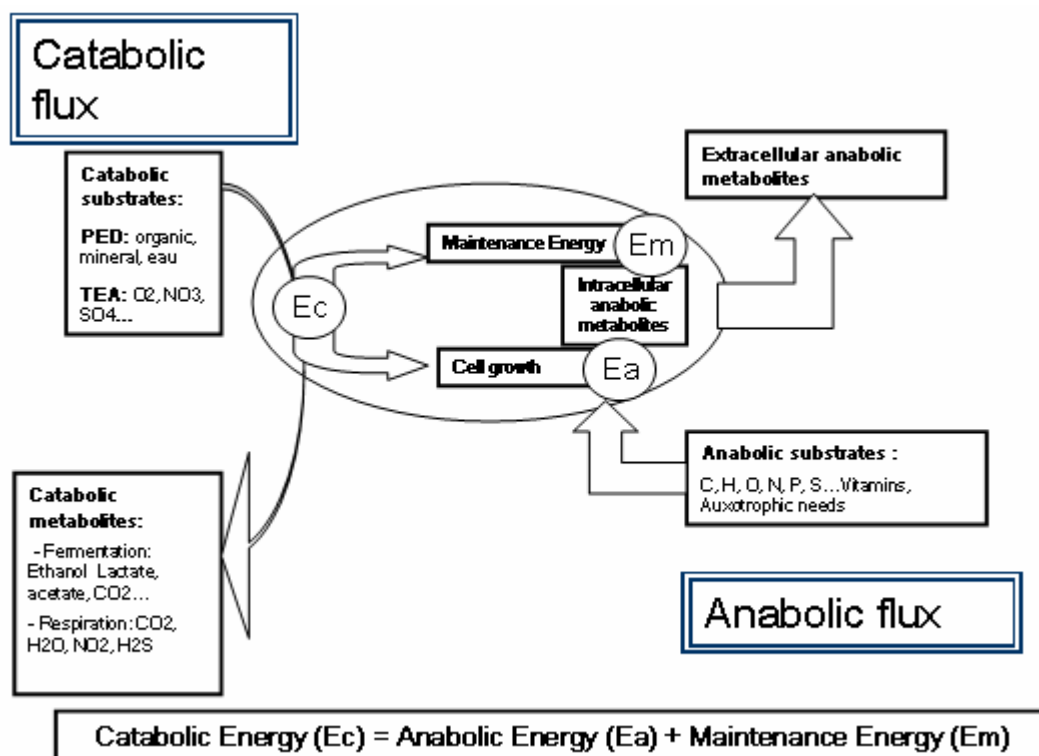 Catabolic
flux
Catabolic
substrates:
PED: organic,
mineral, eau
TEA: O2, NO3,
SO4...
Extracellular anabolic
metabolites
Maintenance Energy
Em
Ec
Intracellular
anabolic
metabolites
Cell growth
Ea
Anabolic substrates :
C, H, O, N, P, S...Vitamins,
Auxotrophic needs
Catabolic
metabolites:
- Fermentation:
Ethanol Lactate,
acetate, CO2...
- Respiration: CO2,
H2O, NO2, H2S
Anabolic flux
Catabolic Energy (Ec) = Anabolic Energy (Ea) + Maintenance Energy (Em)